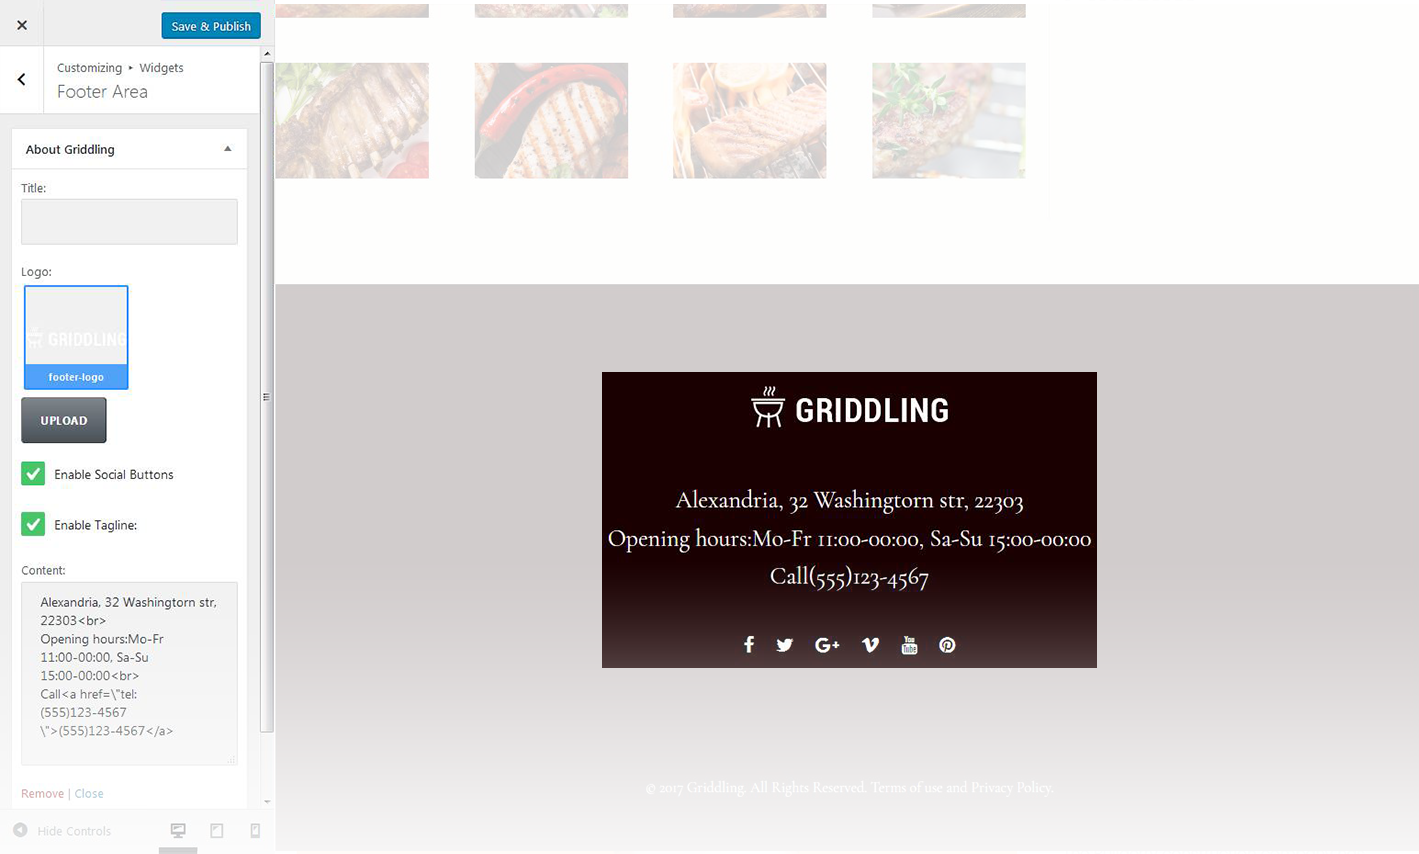 Save & Publish
Customizing ▸ Widgets
Footer Area
About Griddling
Title:
Logo:
GRIDDLING
footer-logo
UPLOAD
Enable Social Buttons
Enable Tagline:
Content:
Alexandria, 32 Washingtorn str,
22303<br>
Opening hours:Mo-Fr
11:00-00:00, Sa-Su
15:00-00:00<br>
Call<a href=\"tel:
(555)123-4567
\">(555)123-4567</a>
Remove | Close
Hide Controls
GRIDDLING
Alexandria, 32 Washingtorn str, 22303
Opening hours:Mo-Fr 11:00-00:00, Sa-Su 15:00-00:00
Call(555)123-4567
You Tube
© 2017 Griddling. All Rights Reserved. Terms of use and Privacy Policy.